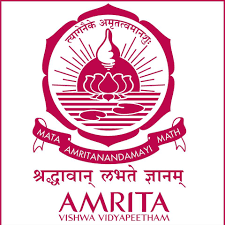 त्यागेनैके अमृतत्वमानशुः
MATA AMRITANANDAMAYI MATH
श्रद्धावान् लभते ज्ञानम्
AMRITA
VISHWA VIDYAPEETHAM